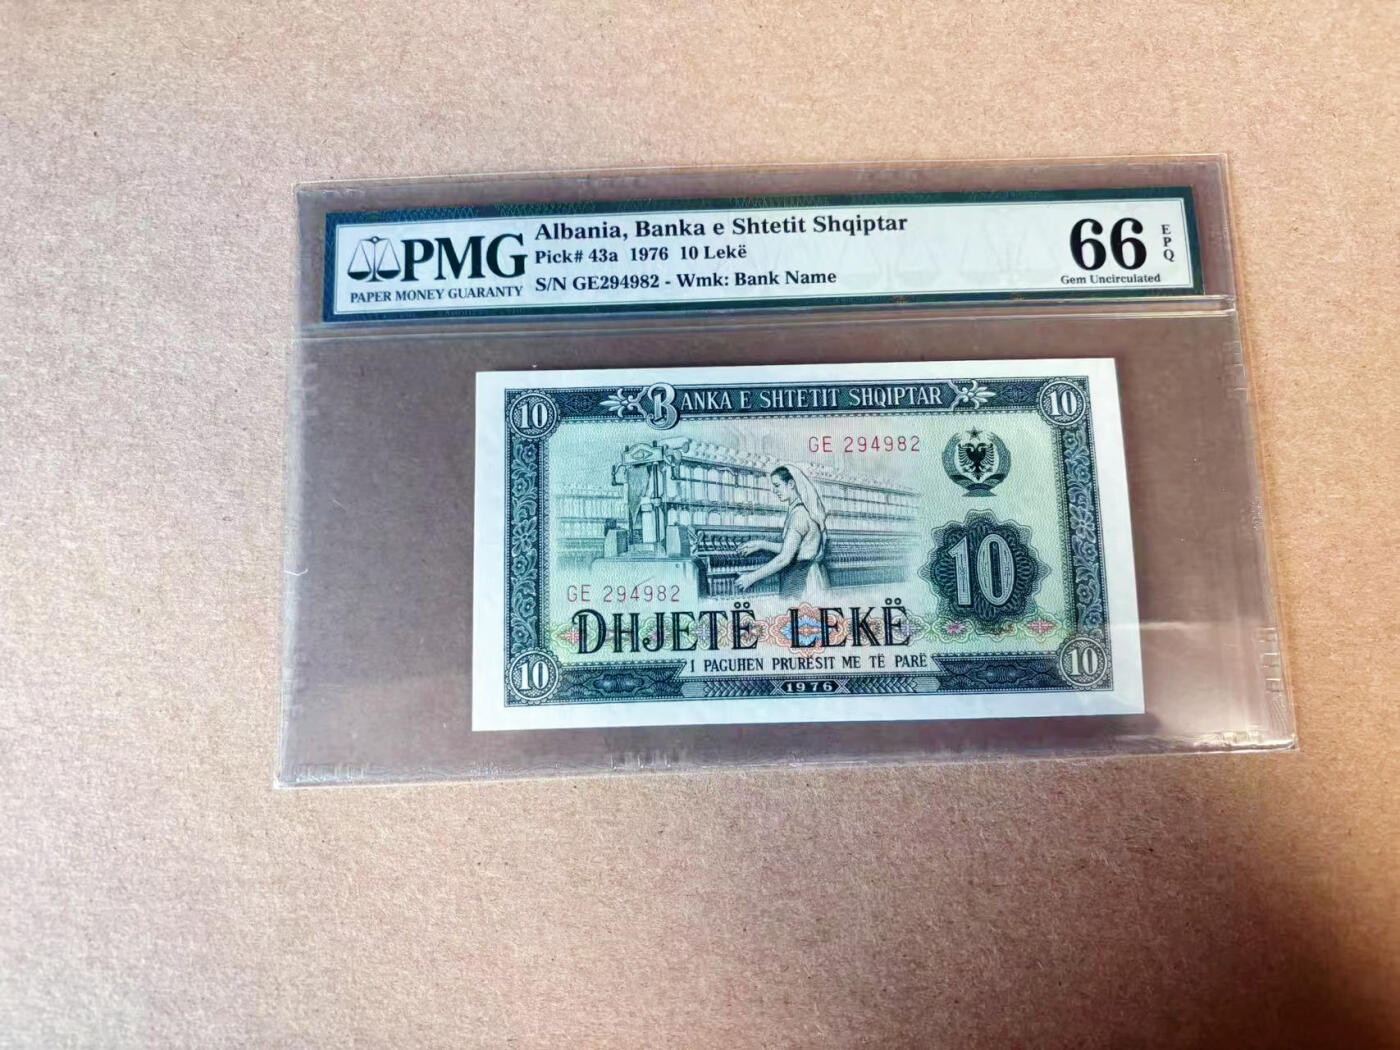 PMG
PAPER MONEY GUARANTY
Albania, Banka e Shtetit Shqiptar
Pick# 43a 1976 10 Lekë
S/N GE294982 - Wmk: Bank Name
66
EPQ
Gem Uncirculated
BANKA E SHTETIT SHQIPTAR
10
10
GE 294982
10
GE 294982
DHJETË LEKË
I PAGUHEN PRURËSIT ME TË PARË
10
1976
10